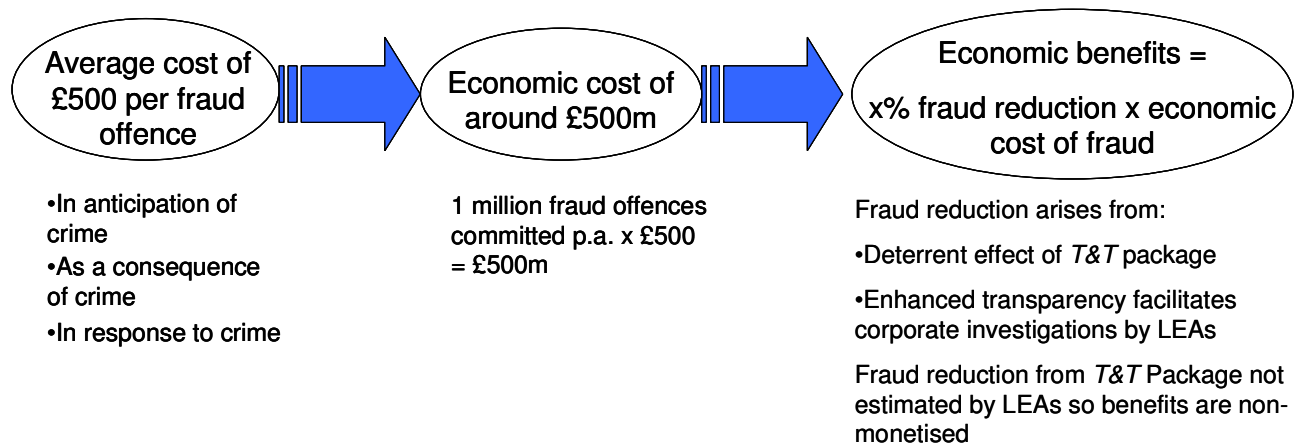 Average cost of
£500 per fraud
offence
•In anticipation of
crime
•As a consequence
of crime
•In response to crime
Economic cost of
around £500m
1 million fraud offences
committed p.a. x £500
= £500m
Economic benefits =
x% fraud reduction x economic
cost of fraud
Fraud reduction arises from:
•Deterrent effect of T&T package
•Enhanced transparency facilitates
corporate investigations by LEAs
Fraud reduction from T&T Package not
estimated by LEAs so benefits are non-
monetised